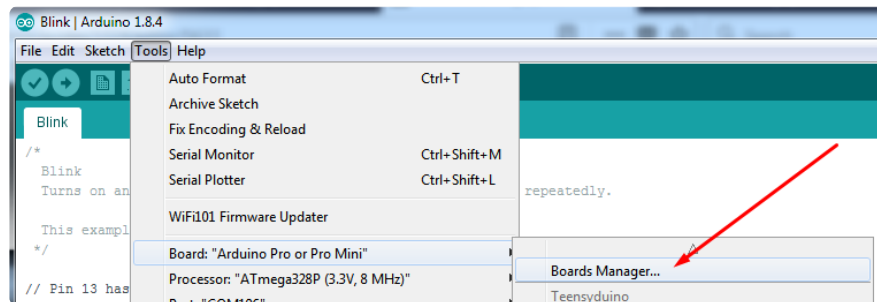 Blink | Arduino 1.8.4
File Edit Sketch Tools Help
Auto Format Ctrl+T
Archive Sketch
Blink
Fix Encoding & Reload
/*
Serial Monitor Ctrl+Shift+M
Blink
Serial Plotter Ctrl+Shift+L
Turns on an repeatedly.
WiFi101 Firmware Updater
This exampl
*/
Board: "Arduino Pro or Pro Mini"
Boards Manager...
Processor: "ATmega328P (3.3V, 8 MHz)"
// Pin 13 has
Teensyduino